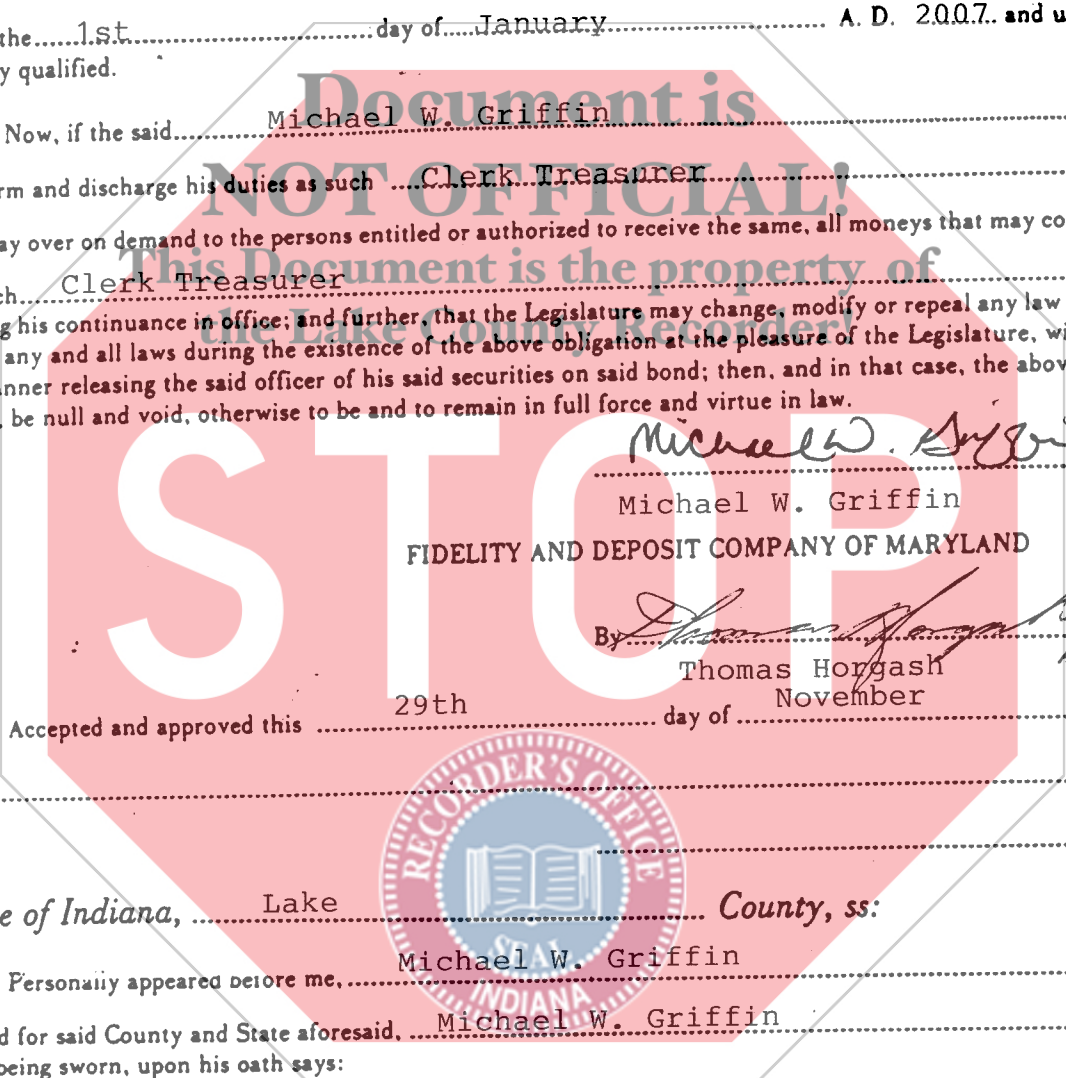 the 1st day of January A. D. 2007. and u
y qualified.
Now, if the said Michael W. Griffin
rm and discharge his duties as such Clerk Treasurer
ay over on demand to the persons entitled or authorized to receive the same, all moneys that may co
ch Clerk Treasurer
g his continuance in office; and further, that the Legislature may change, modify or repeal any law
any and all laws during the existence of the above obligation at the pleasure of the Legislature, wi
nner releasing the said officer of his said securities on said bond; then, and in that case, the abov
be null and void, otherwise to be and to remain in full force and virtue in law.
Michael W. Griffin
Michael W. Griffin
FIDELITY AND DEPOSIT COMPANY OF MARYLAND
By Thomas Horgash
Thomas Horgash
Accepted and approved this 29th day of November
e of Indiana, Lake County, ss:
Personally appeared before me, Michael W. Griffin
d for said County and State aforesaid, Michael W. Griffin
being sworn, upon his oath says:
Document is
NOT OFFICIAL!
This Document is the property of
the Lake County Recorder!
STOP
RECORDER'S OFFICE
SEAL
INDIANA